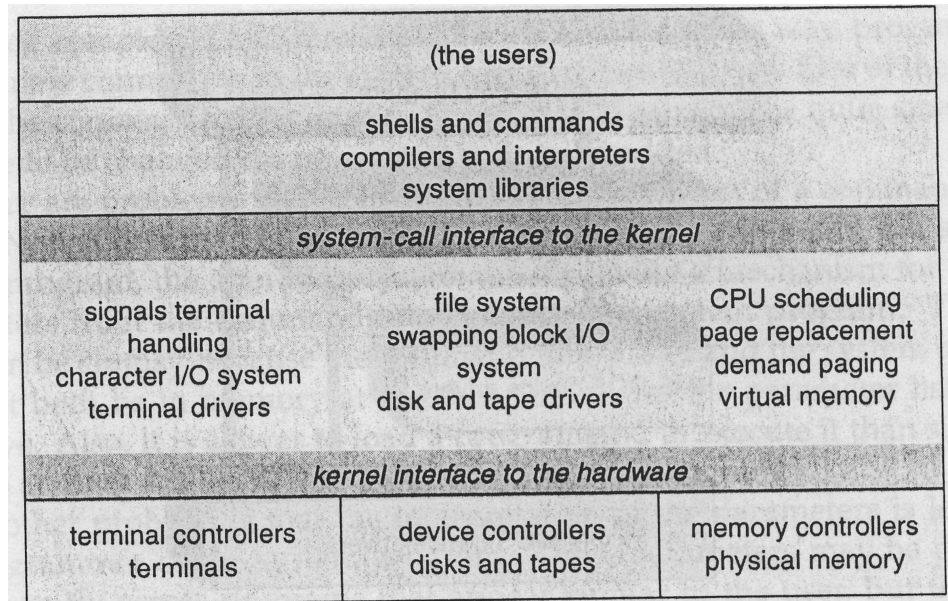 (the users)
shells and commands
compilers and interpreters
system libraries
system-call interface to the kernel
signals terminal
handling
character I/O system
terminal drivers
file system
swapping block I/O
system
disk and tape drivers
CPU scheduling
page replacement
demand paging
virtual memory
kernel interface to the hardware
terminal controllers
terminals
device controllers
disks and tapes
memory controllers
physical memory